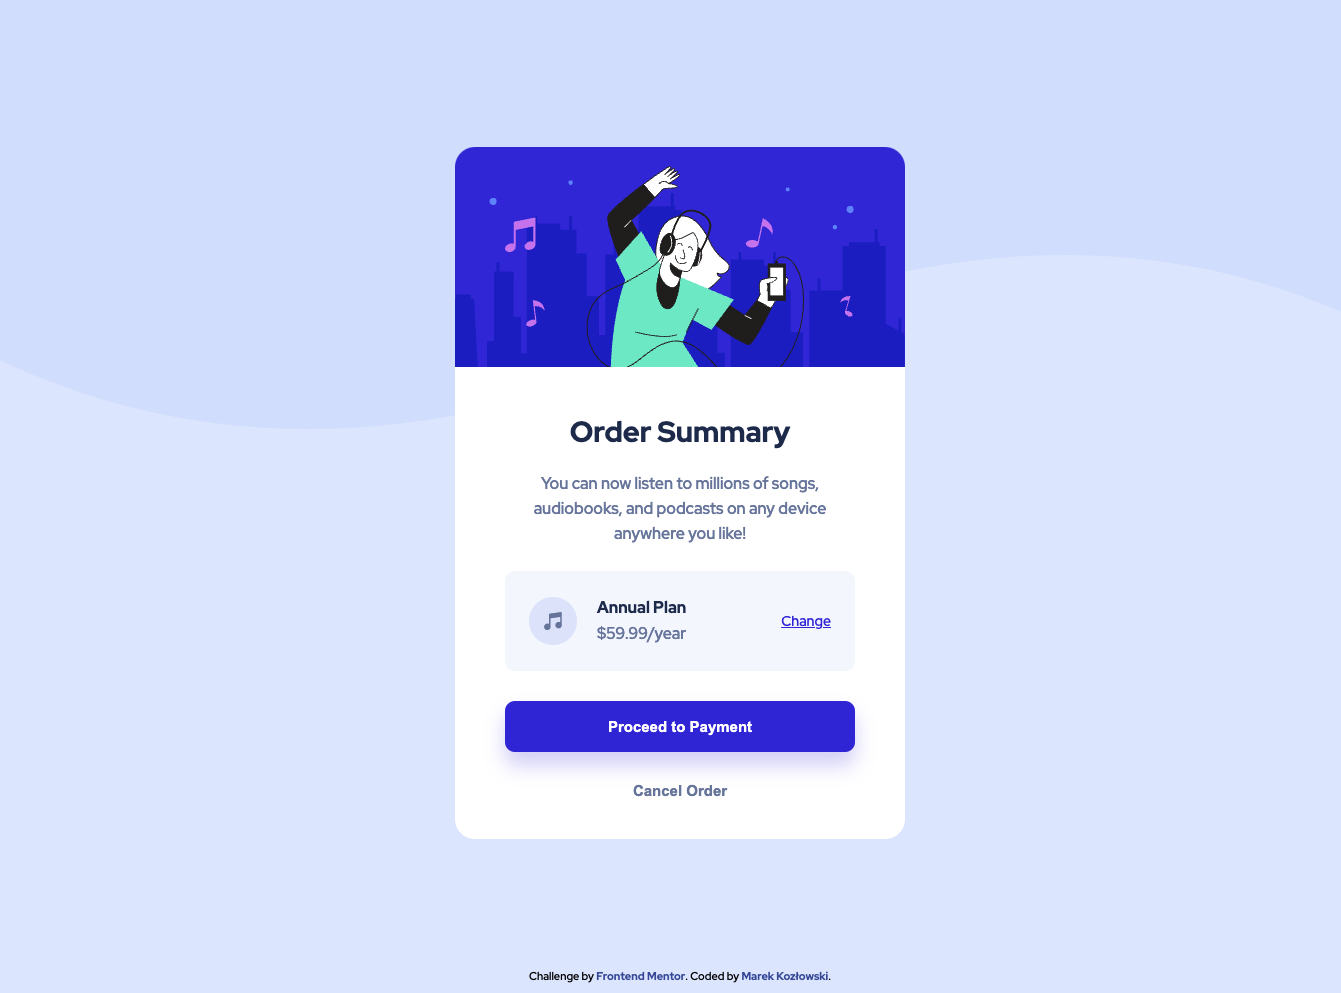 Order Summary
You can now listen to millions of songs,
audiobooks, and podcasts on any device
anywhere you like!
Annual Plan
$59.99/year
Change
Proceed to Payment
Cancel Order
Challenge by Frontend Mentor. Coded by Marek Kozłowski.